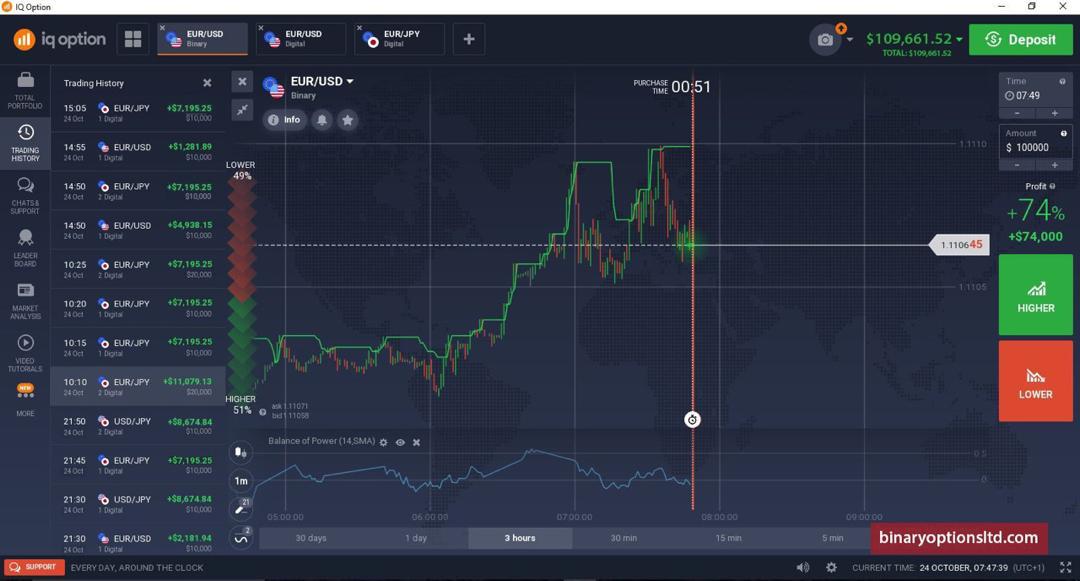 IQ Option
iq option
EUR/USD
Binary
EUR/USD
Digital
EUR/JPY
Digital
$109,661.52
TOTAL: $109,661.52
Deposit
TOTAL
PORTFOLIO
TRADING
HISTORY
CHATS &
SUPPORT
LEADER
BOARD
MARKET
ANALYSIS
VIDEO
TUTORIALS
NEW
MORE
Trading History
15:05 EUR/JPY +$7,195.25
24 Oct 1 Digital $10,000
14:55 EUR/USD +$1,281.89
24 Oct 1 Digital $10,000
14:50 EUR/JPY +$7,195.25
24 Oct 2 Digital $10,000
14:50 EUR/USD +$4,938.15
24 Oct 1 Digital $10,000
10:25 EUR/JPY +$7,195.25
24 Oct 2 Digital $20,000
10:20 EUR/JPY +$7,195.25
24 Oct 1 Digital $10,000
10:15 EUR/JPY +$7,195.25
24 Oct 1 Digital $10,000
10:10 EUR/JPY +$11,079.13
24 Oct 2 Digital $20,000
21:50 USD/JPY +$8,674.84
24 Oct 2 Digital $10,000
21:45 EUR/JPY +$7,195.25
24 Oct 1 Digital $10,000
21:30 USD/JPY +$8,674.84
24 Oct 1 Digital $10,000
21:30 EUR/USD +$2,181.94
24 Oct 1 Digital $10,000
EUR/USD
Binary
Info
PURCHASE
TIME 00:51
LOWER
49%
HIGHER
51%
ask 1.11071
bid 1.11058
1.1110
1.110645
1.1105
Balance of Power (14,SMA)
0.5
0
1m
21
2
05:00:00 06:00:00 07:00:00 08:00:00 09:00:00
30 days 1 day 3 hours 30 min 15 min 5 min
Time
07:49
- +
Amount
$ 100000
- +
Profit
+74%
+$74,000
HIGHER
LOWER
binaryoptionsltd.com
SUPPORT
EVERY DAY, AROUND THE CLOCK
CURRENT TIME: 24 OCTOBER, 07:47:39 (UTC+1)